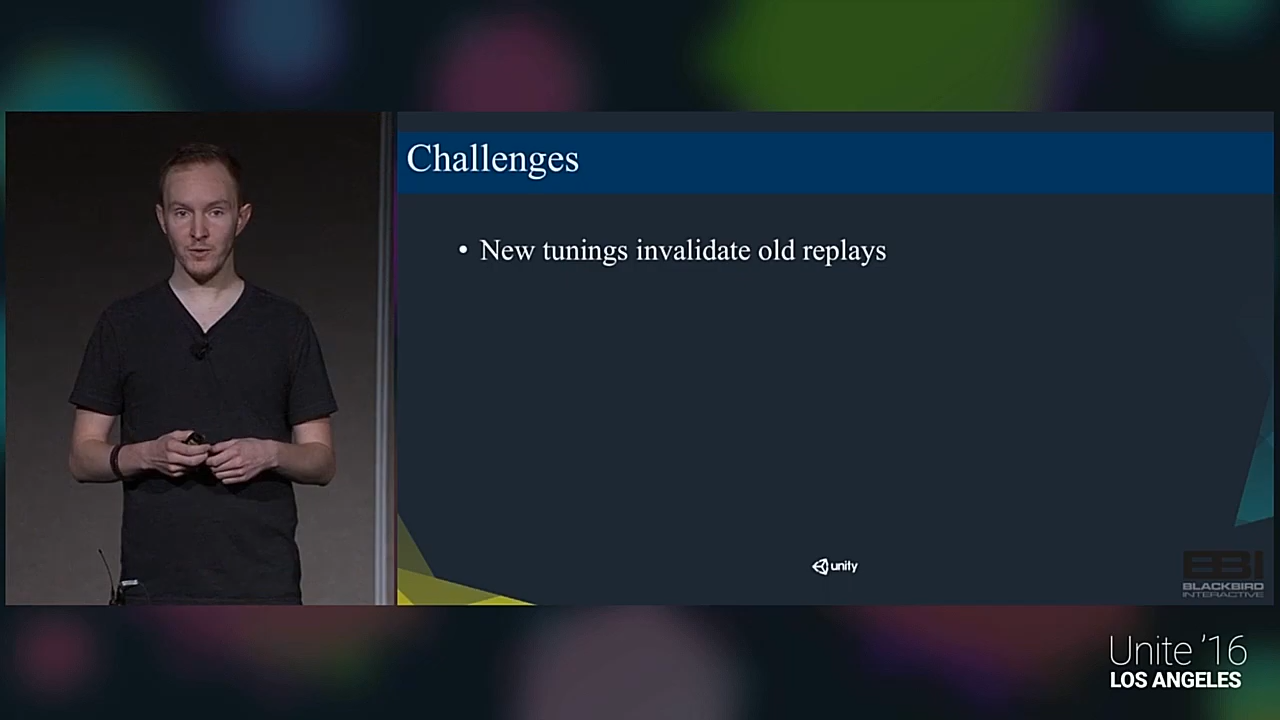 Challenges
• New tunings invalidate old replays
unity
BBI
BLACKBIRD
INTERACTIVE
Unite '16
LOS ANGELES